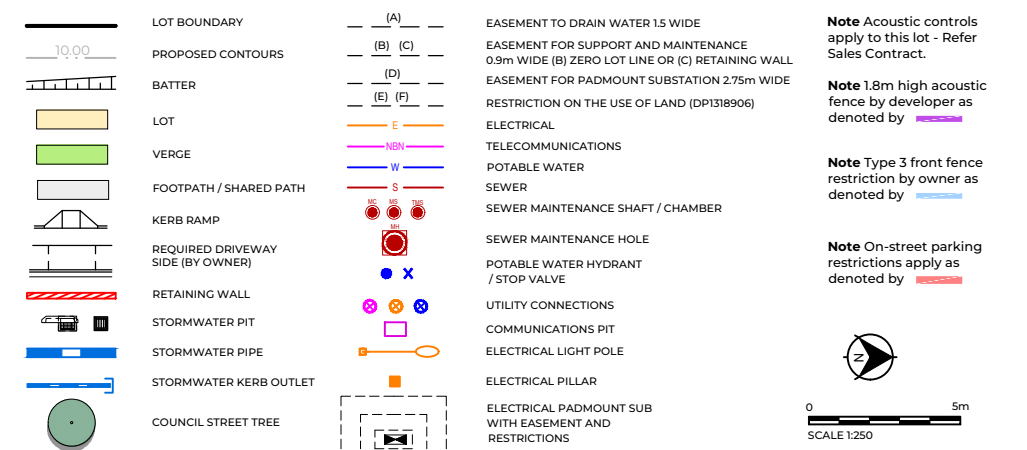 LOT BOUNDARY
10.00
PROPOSED CONTOURS
BATTER
LOT
VERGE
FOOTPATH / SHARED PATH
KERB RAMP
REQUIRED DRIVEWAY
SIDE (BY OWNER)
RETAINING WALL
STORMWATER PIT
STORMWATER PIPE
STORMWATER KERB OUTLET
COUNCIL STREET TREE
(A)
EASEMENT TO DRAIN WATER 1.5 WIDE
(B) (C)
EASEMENT FOR SUPPORT AND MAINTENANCE
0.9m WIDE (B) ZERO LOT LINE OR (C) RETAINING WALL
(D)
EASEMENT FOR PADMOUNT SUBSTATION 2.75m WIDE
(E) (F)
RESTRICTION ON THE USE OF LAND (DP1318906)
E
ELECTRICAL
NBN
TELECOMMUNICATIONS
W
POTABLE WATER
S
SEWER
MC MS TMS
SEWER MAINTENANCE SHAFT / CHAMBER
MH
SEWER MAINTENANCE HOLE
POTABLE WATER HYDRANT
/ STOP VALVE
UTILITY CONNECTIONS
COMMUNICATIONS PIT
ELECTRICAL LIGHT POLE
ELECTRICAL PILLAR
ELECTRICAL PADMOUNT SUB
WITH EASEMENT AND
RESTRICTIONS
Note Acoustic controls
apply to this lot - Refer
Sales Contract.
Note 1.8m high acoustic
fence by developer as
denoted by
Note Type 3 front fence
restriction by owner as
denoted by
Note On-street parking
restrictions apply as
denoted by
N
0 5m
SCALE 1:250